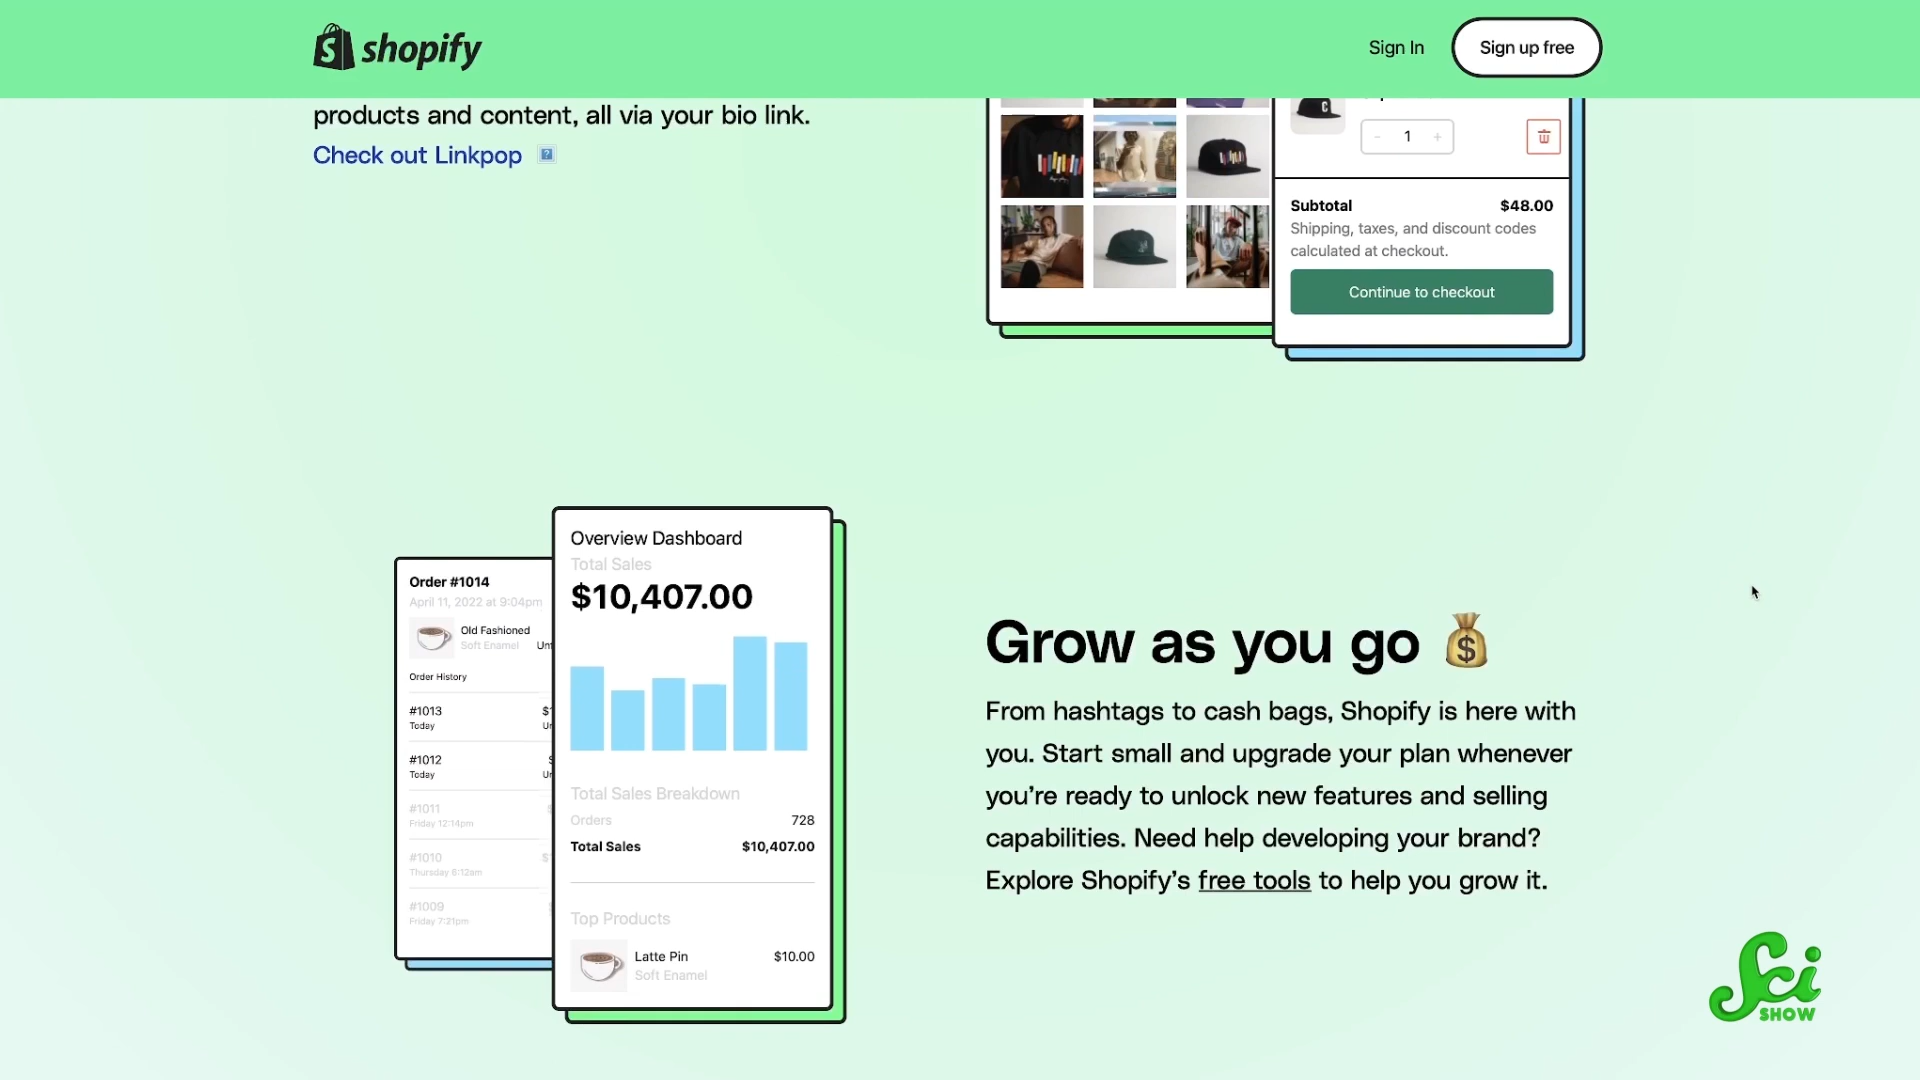 shopify
Sign In
Sign up free
products and content, all via your bio link.
Check out Linkpop
C
- 1 +
Subtotal $48.00
Shipping, taxes, and discount codes
calculated at checkout.
Continue to checkout
Order #1014
April 11, 2022 at 9:04pm
Old Fashioned
Soft Enamel
Order History
#1013
Today
#1012
Today
#1011
Friday 12:14pm
#1010
Thursday 6:12am
#1009
Friday 7:21pm
Overview Dashboard
Total Sales
$10,407.00
Total Sales Breakdown
Orders 728
Total Sales $10,407.00
Top Products
Latte Pin $10.00
Soft Enamel
Grow as you go
From hashtags to cash bags, Shopify is here with
you. Start small and upgrade your plan whenever
you’re ready to unlock new features and selling
capabilities. Need help developing your brand?
Explore Shopify’s free tools to help you grow it.
Sci
SHOW